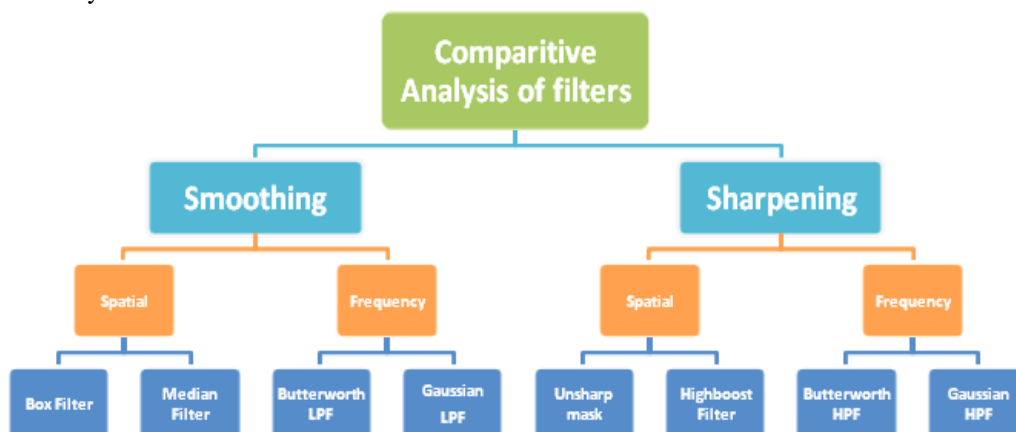 Comparitive
Analysis of filters
Smoothing
Sharpening
Spatial
Frequency
Spatial
Frequency
Box Filter
Median
Filter
Butterworth
LPF
Gaussian
LPF
Unsharp
mask
Highboost
Filter
Butterworth
HPF
Gaussian
HPF